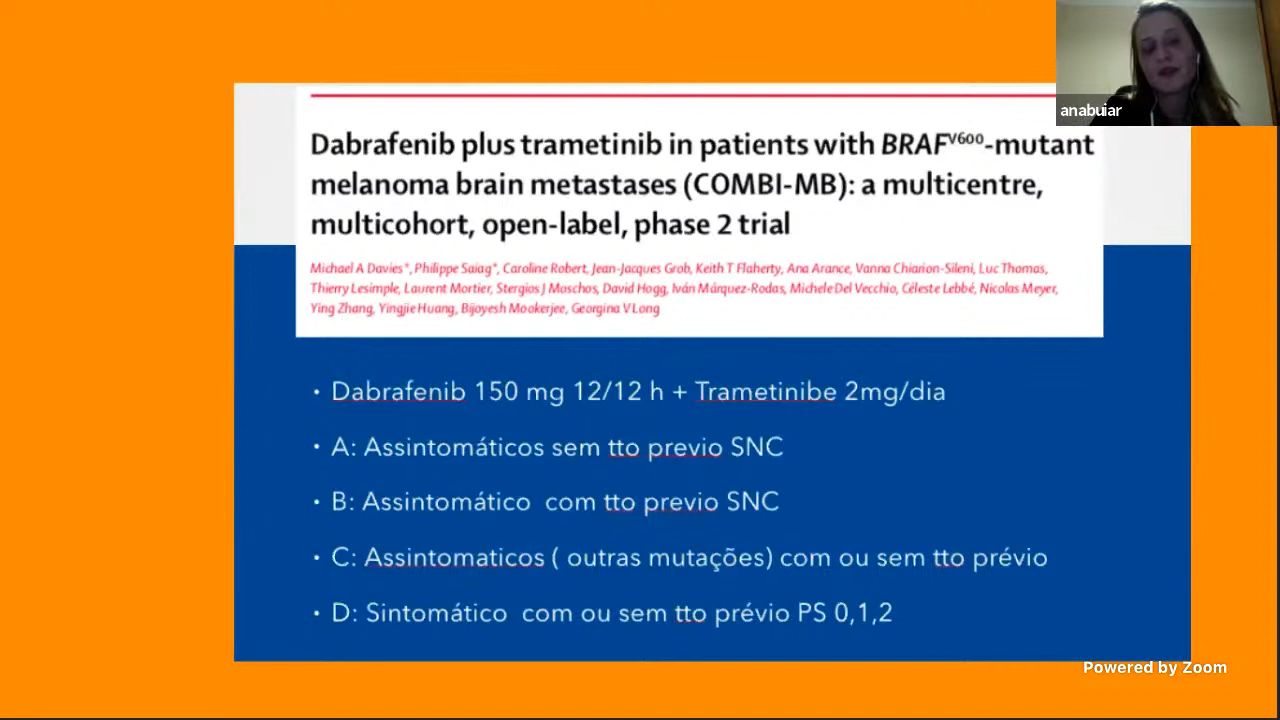 anabuiar
Dabrafenib plus trametinib in patients with BRAFV600-mutant
melanoma brain metastases (COMBI-MB): a multicentre,
multicohort, open-label, phase 2 trial
Michael A Davies*, Philippe Saiag*, Caroline Robert, Jean-Jacques Grob, Keith T Flaherty, Ana Arance, Vanna Chiarion-Sileni, Luc Thomas,
Thierry Lesimple, Laurent Mortier, Stergios J Moschos, David Hogg, Iván Márquez-Rodas, Michele Del Vecchio, Céleste Lebbé, Nicolas Meyer,
Ying Zhang, Yingjie Huang, Bijoyesh Mookerjee, Georgina V Long
• Dabrafenib 150 mg 12/12 h + Trametinibe 2mg/dia
• A: Assintomáticos sem tto previo SNC
• B: Assintomático com tto previo SNC
• C: Assintomaticos ( outras mutações) com ou sem tto prévio
• D: Sintomático com ou sem tto prévio PS 0,1,2
Powered by Zoom